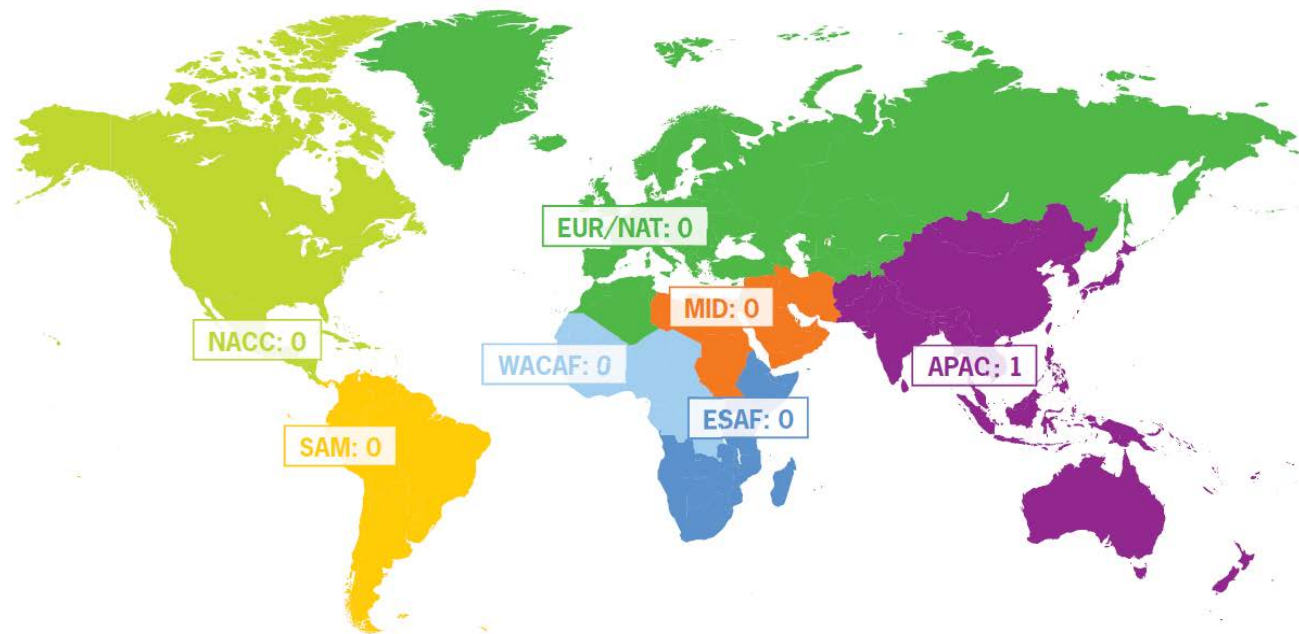 EUR/NAT: 0
MID: 0
NACC: 0
WACAF: 0
APAC: 1
ESAF: 0
SAM: 0